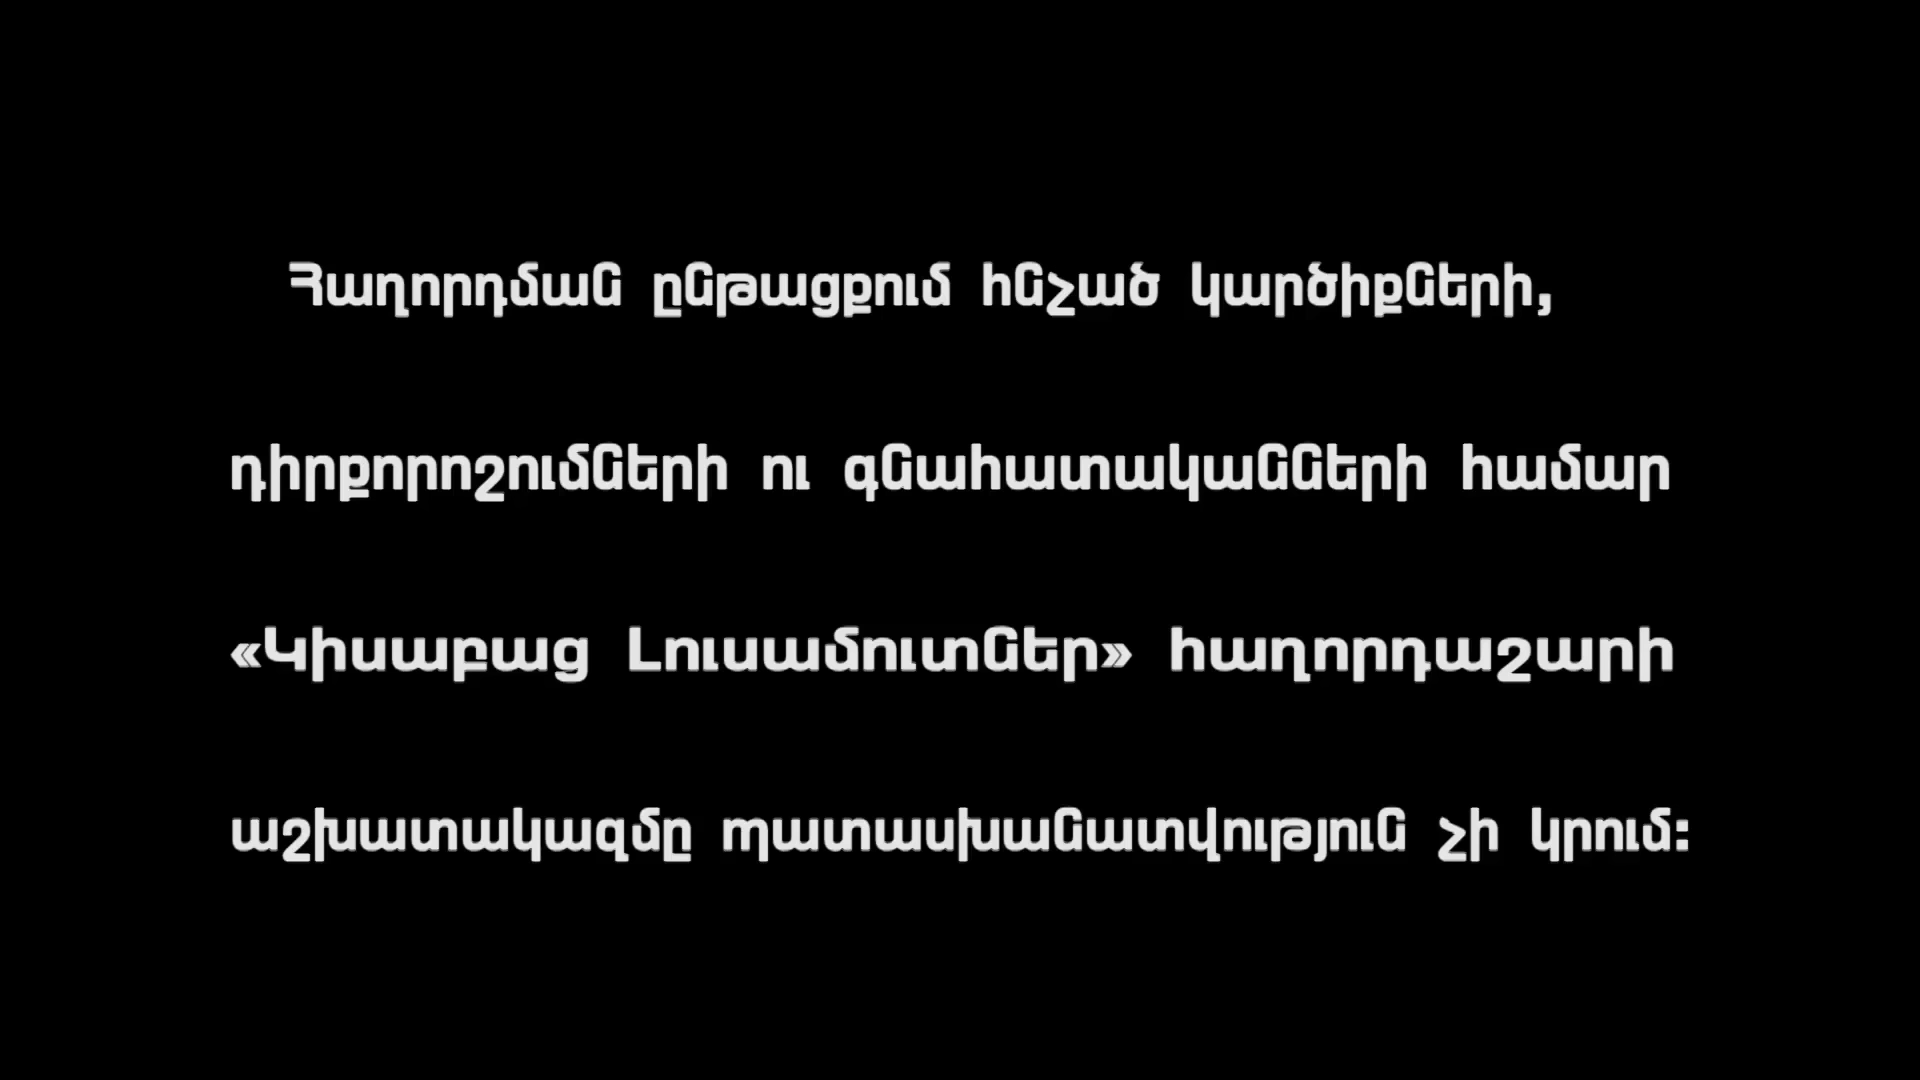 Հաղորդման ընթացքում հնչած կարծիքների,
դիրքորոշումների ու գնահատականների համար
«Կիսաբաց Լուսամուտներ» հաղորդաշարի
աշխատակազմը պատասխանատվություն չի կրում: